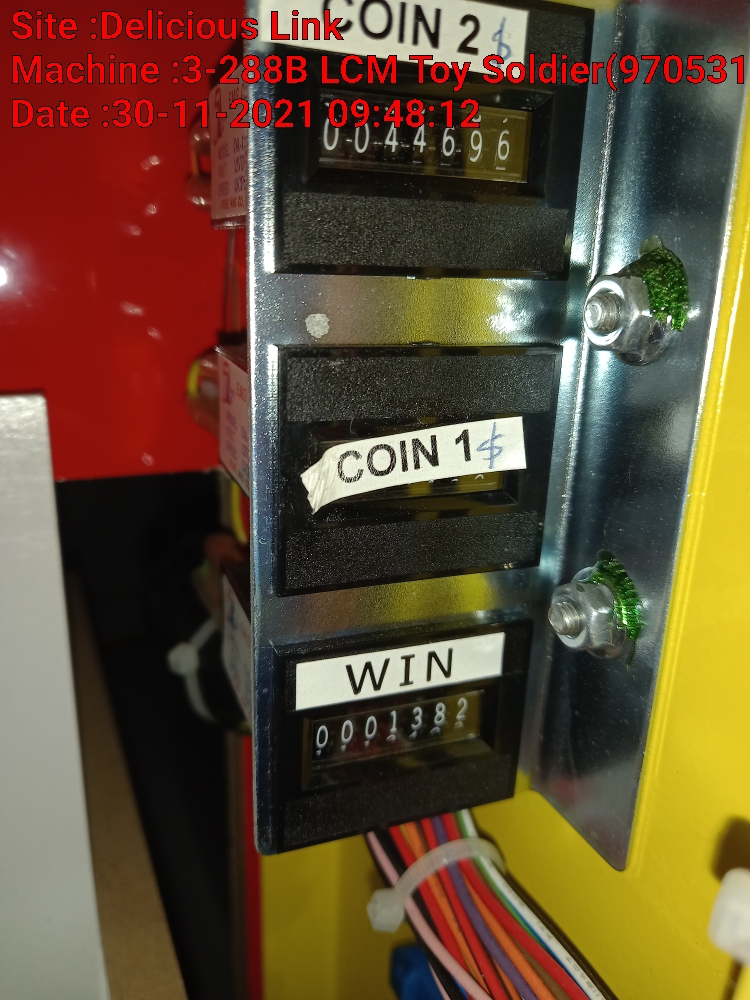 Site :Delicious Link
Machine :3-288B LCM Toy Soldier(970531
Date :30-11-2021 09:48:12
COIN 2 $
0044696
COIN 1 $
WIN
0001382